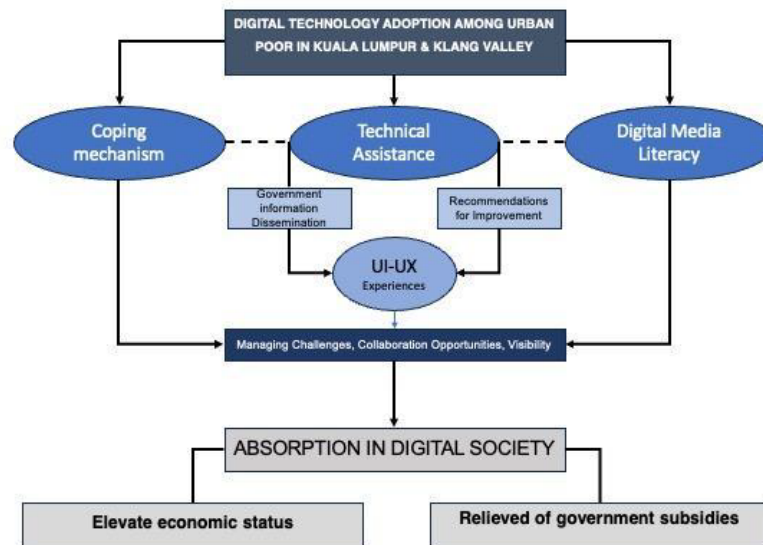 DIGITAL TECHNOLOGY ADOPTION AMONG URBAN
POOR IN KUALA LUMPUR & KLANG VALLEY
Coping
mechanism
Technical
Assistance
Digital Media
Literacy
Government
information
Dissemination
Recommendations
for Improvement
UI-UX
Experiences
Managing Challenges, Collaboration Opportunities, Visibility
ABSORPTION IN DIGITAL SOCIETY
Elevate economic status
Relieved of government subsidies